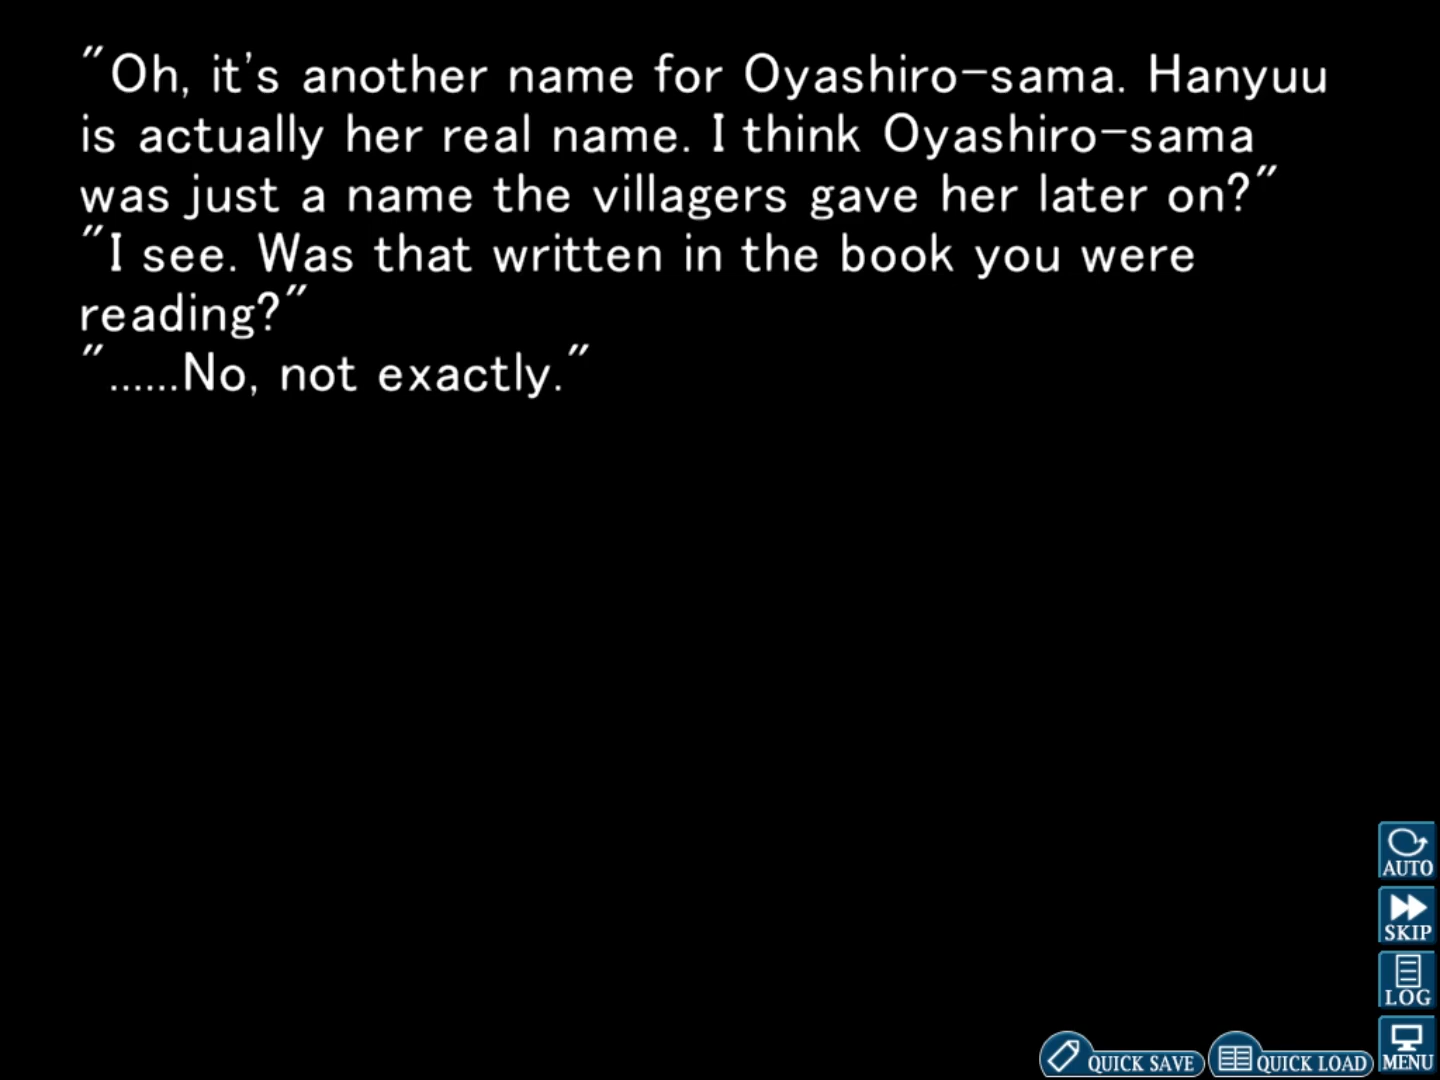 "Oh, it's another name for Oyashiro-sama. Hanyuu
is actually her real name. I think Oyashiro-sama
was just a name the villagers gave her later on?"
"I see. Was that written in the book you were
reading?"
"......No, not exactly."
AUTO
SKIP
LOG
QUICK SAVE
QUICK LOAD
MENU